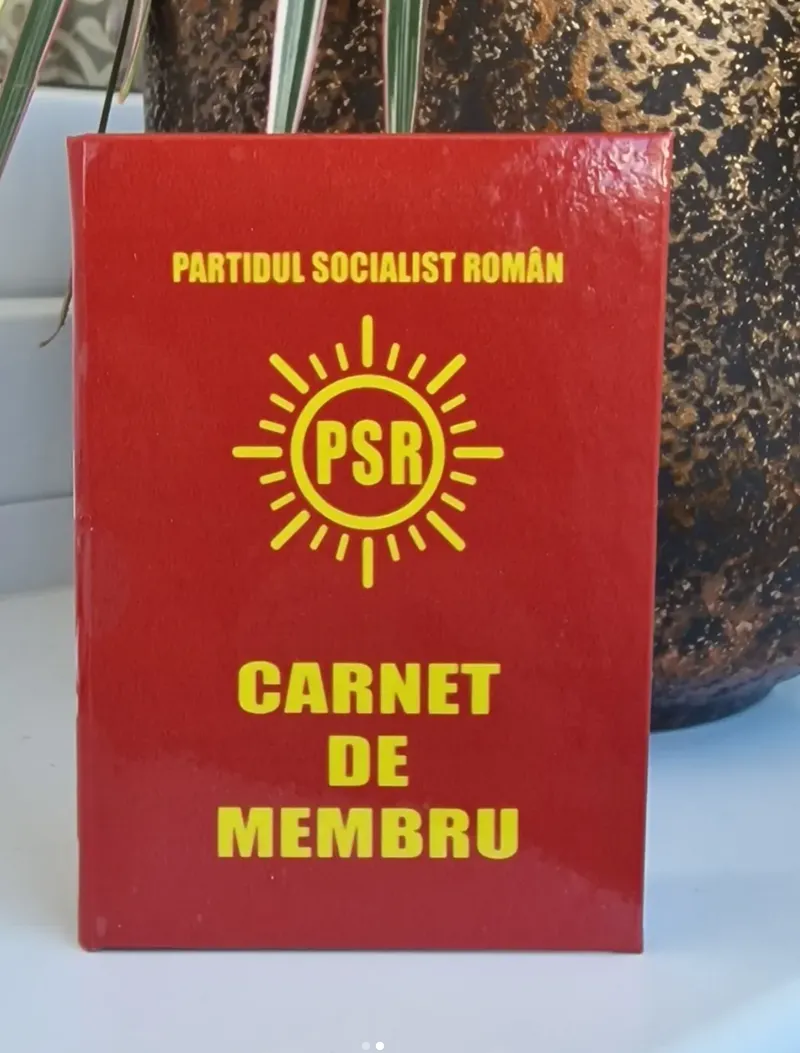 PARTIDUL SOCIALIST ROMÂN
PSR
CARNET
DE
MEMBRU